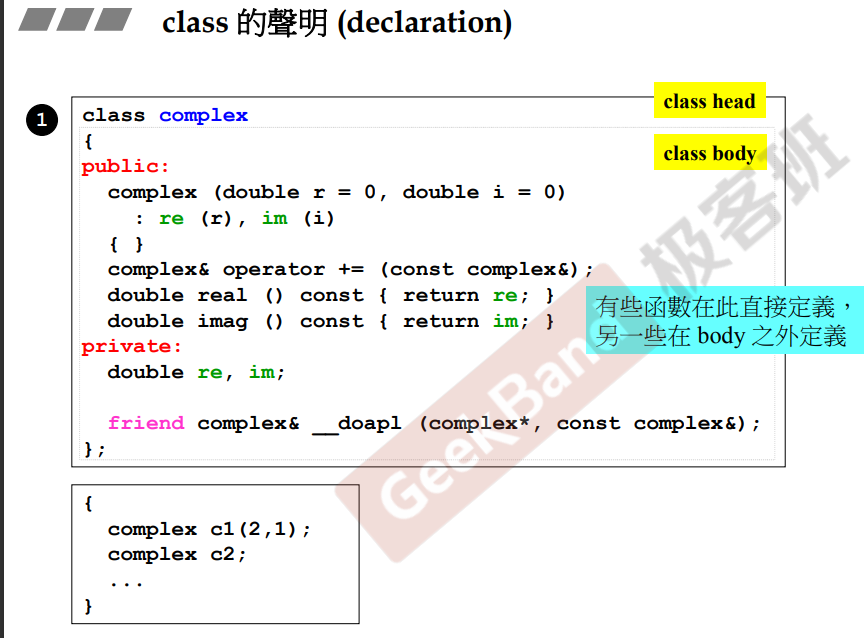 class 的聲明 (declaration)
1
class complex
class head
{
class body
public:
complex (double r = 0, double i = 0)
: re (r), im (i)
{ }
complex& operator += (const complex&);
double real () const { return re; }
double imag () const { return im; }
有些函數在此直接定義，
另一些在 body 之外定義
private:
double re, im;
friend complex& __doapl (complex*, const complex&);
};
{
complex c1(2,1);
complex c2;
...
}
GeekBand 极客班